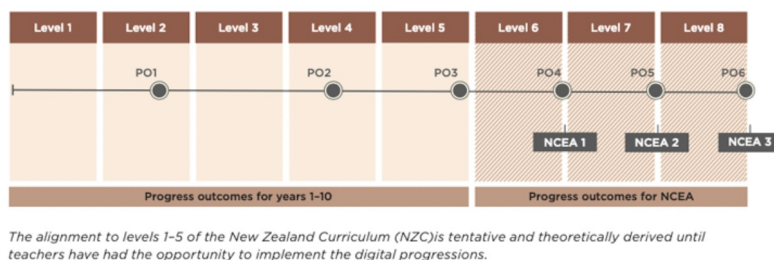 Level 1 Level 2 Level 3 Level 4 Level 5 Level 6 Level 7 Level 8
PO1 PO2 PO3 PO4 PO5 PO6
NCEA 1 NCEA 2 NCEA 3
Progress outcomes for years 1–10 Progress outcomes for NCEA
The alignment to levels 1–5 of the New Zealand Curriculum (NZC)is tentative and theoretically derived until
teachers have had the opportunity to implement the digital progressions.